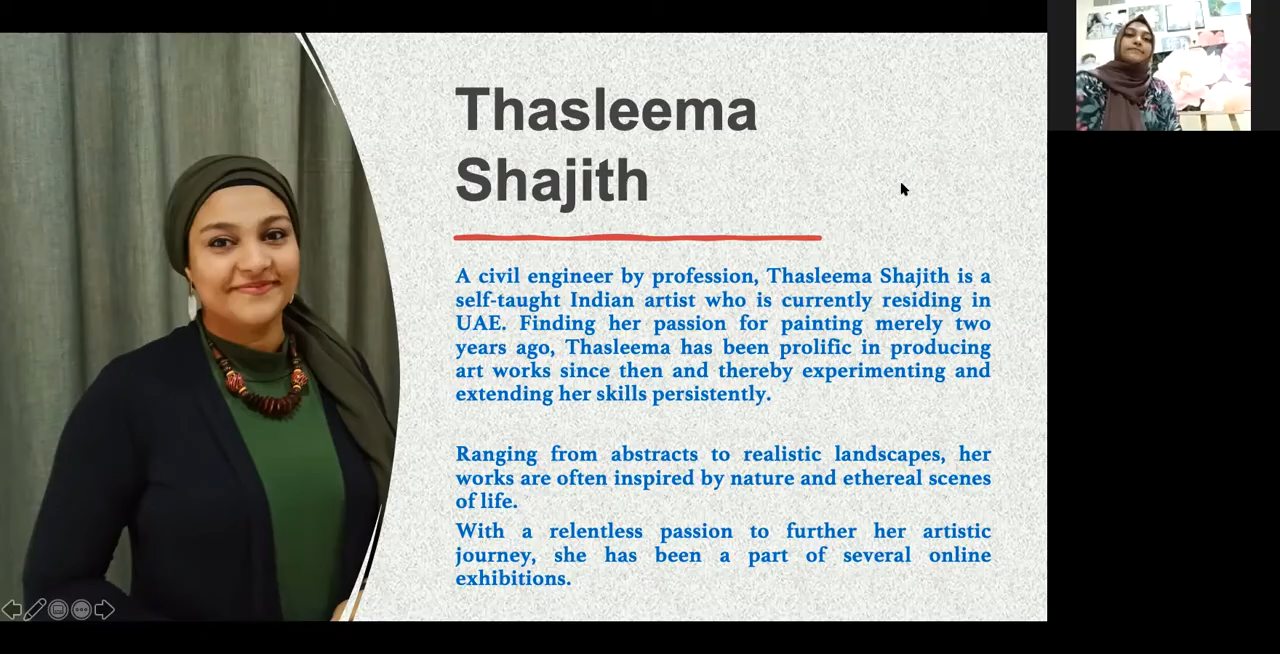 Thasleema
Shajith
A civil engineer by profession, Thasleema Shajith is a
self-taught Indian artist who is currently residing in
UAE. Finding her passion for painting merely two
years ago, Thasleema has been prolific in producing
art works since then and thereby experimenting and
extending her skills persistently.
Ranging from abstracts to realistic landscapes, her
works are often inspired by nature and ethereal scenes
of life.
With a relentless passion to further her artistic
journey, she has been a part of several online
exhibitions.